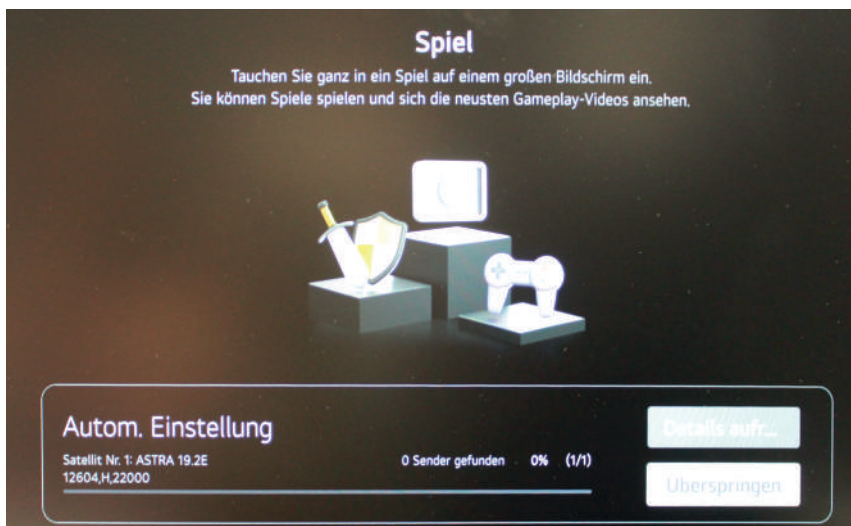 Spiel
Tauchen Sie ganz in ein Spiel auf einem großen Bildschirm ein.
Sie können Spiele spielen und sich die neusten Gameplay-Videos ansehen.
Autom. Einstellung
Details aufr...
Satellit Nr. 1: ASTRA 19.2E 0 Sender gefunden 0% (1/1)
12604,H,22000
Überspringen